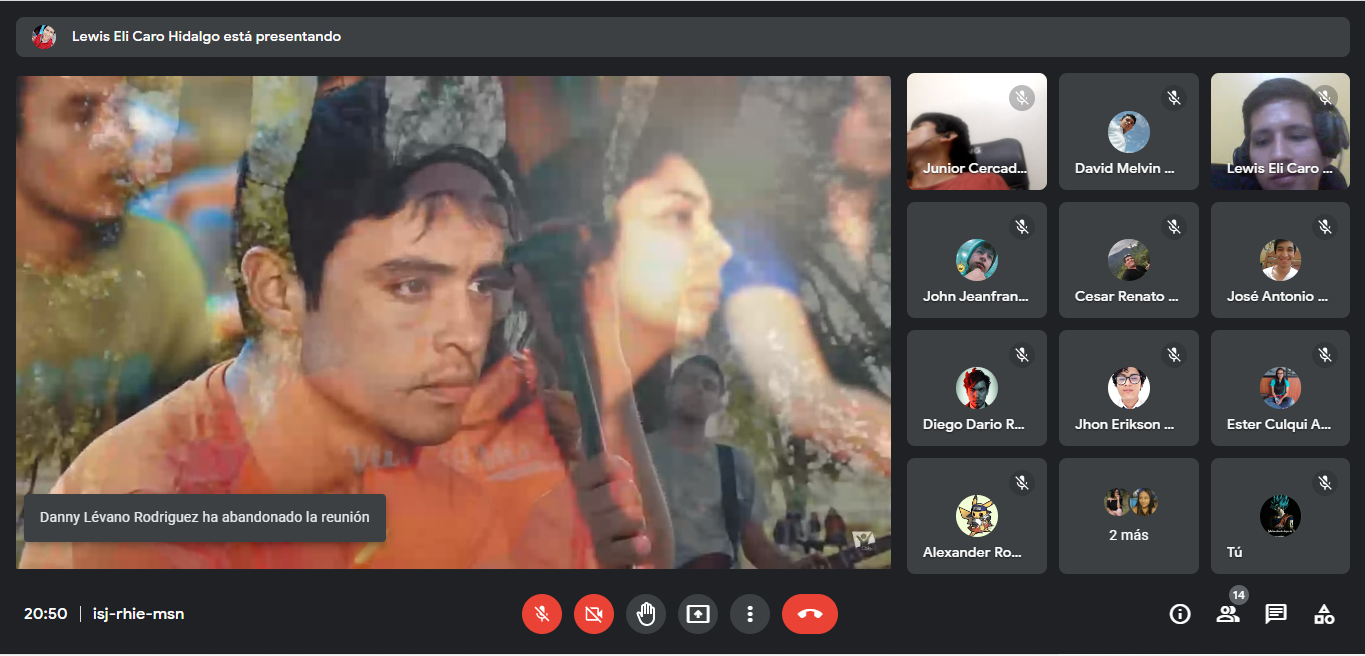 Lewis Eli Caro Hidalgo está presentando
Junior Cercad...
David Melvin ...
Lewis Eli Caro ...
John Jeanfran...
Cesar Renato ...
José Antonio ...
Diego Dario R...
Jhon Erikson ...
Ester Culqui A...
Alexander Ro...
2 más
Tú
Danny Lévano Rodriguez ha abandonado la reunión
20:50 | isj-rhie-msn
14